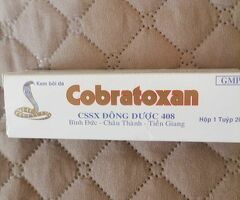 Kem bôi da
GMP
Cobratoxan
CSSX ĐÔNG DƯỢC 408
Bình Đức - Châu Thành - Tiền Giang
Hộp 1 Tuýp 20